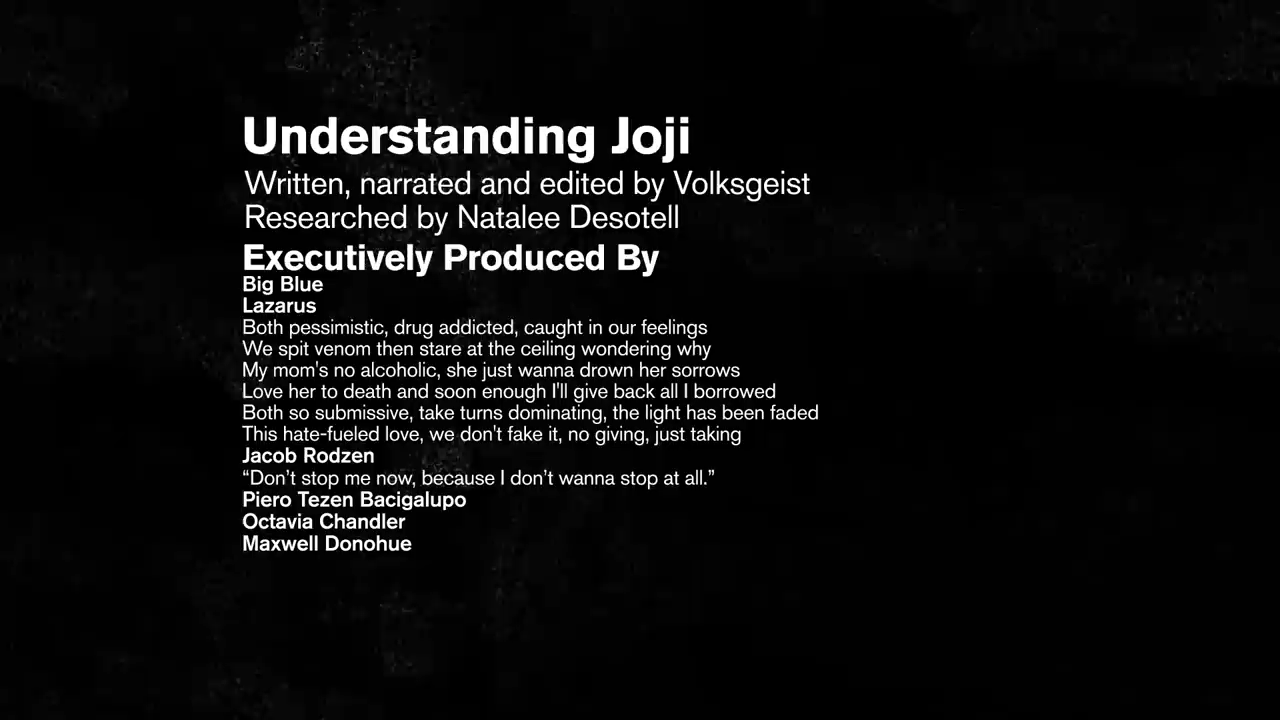 Understanding Joji
Written, narrated and edited by Volksgeist
Researched by Natalee Desotell
Executively Produced By
Big Blue
Lazarus
Both pessimistic, drug addicted, caught in our feelings
We spit venom then stare at the ceiling wondering why
My mom's no alcoholic, she just wanna drown her sorrows
Love her to death and soon enough I'll give back all I borrowed
Both so submissive, take turns dominating, the light has been faded
This hate-fueled love, we don't fake it, no giving, just taking
Jacob Rodzen
“Don’t stop me now, because I don’t wanna stop at all.”
Piero Tezen Bacigalupo
Octavia Chandler
Maxwell Donohue